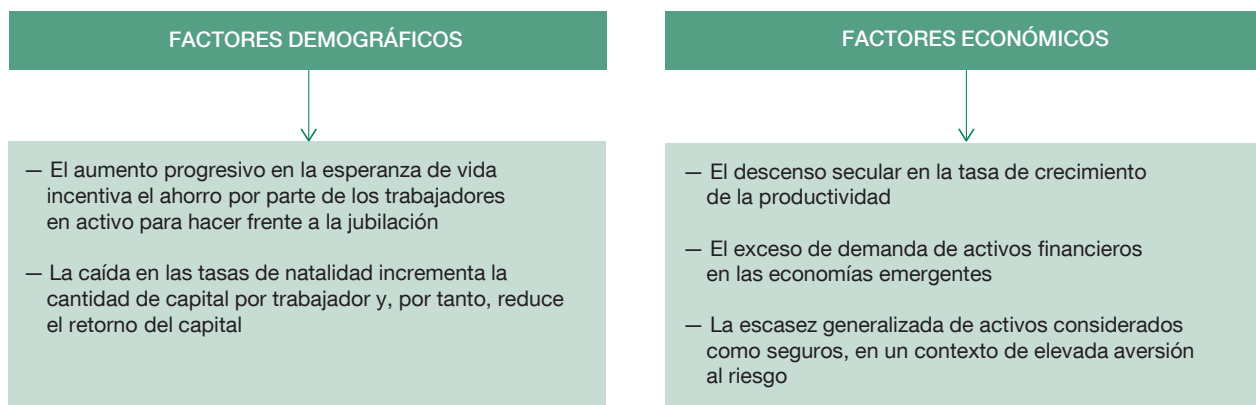 FACTORES DEMOGRÁFICOS
— El aumento progresivo en la esperanza de vida
incentiva el ahorro por parte de los trabajadores
en activo para hacer frente a la jubilación
— La caída en las tasas de natalidad incrementa la
cantidad de capital por trabajador y, por tanto, reduce
el retorno del capital
FACTORES ECONÓMICOS
— El descenso secular en la tasa de crecimiento
de la productividad
— El exceso de demanda de activos financieros
en las economías emergentes
— La escasez generalizada de activos considerados
como seguros, en un contexto de elevada aversión
al riesgo